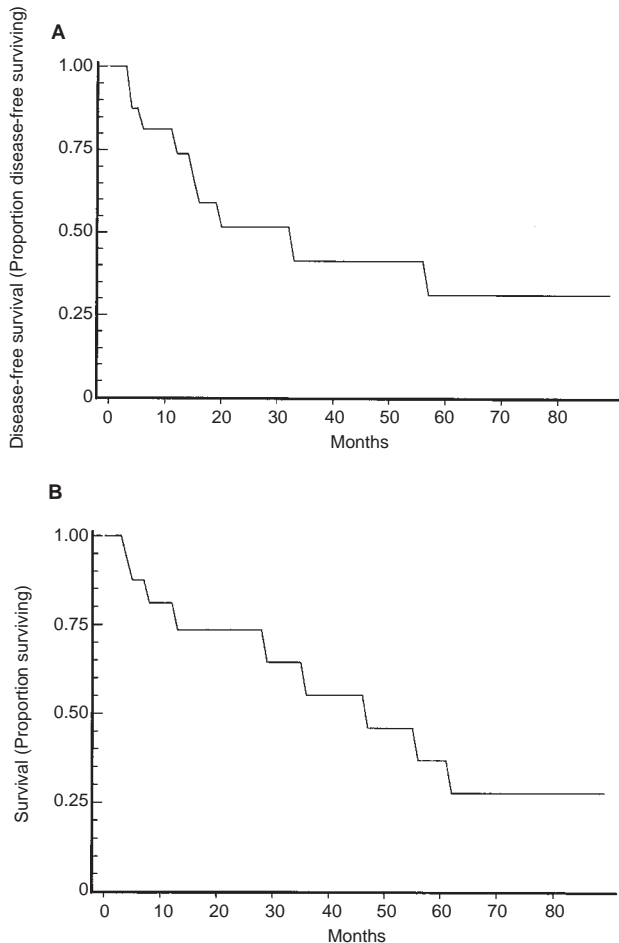 A
Disease-free survival (Proportion disease-free surviving)
1.00
0.75
0.50
0.25
0
0 10 20 30 40 50 60 70 80
Months
B
Survival (Proportion surviving)
1.00
0.75
0.50
0.25
0
0 10 20 30 40 50 60 70 80
Months